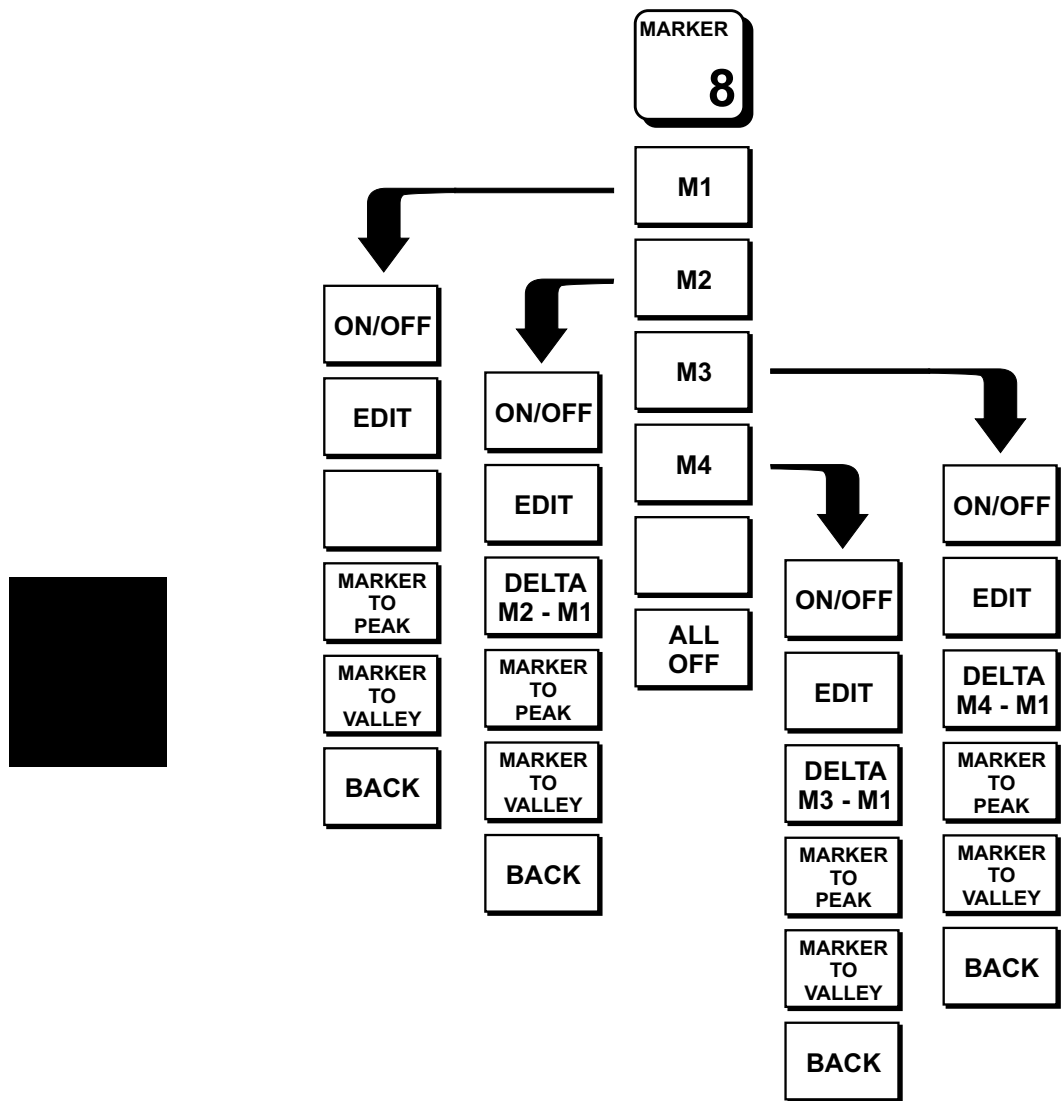 MARKER
8
M1
M2
M3
M4
ALL
OFF
ON/OFF
EDIT
MARKER
TO
PEAK
MARKER
TO
VALLEY
BACK
ON/OFF
EDIT
DELTA
M2 - M1
MARKER
TO
PEAK
MARKER
TO
VALLEY
BACK
ON/OFF
EDIT
DELTA
M3 - M1
MARKER
TO
PEAK
MARKER
TO
VALLEY
BACK
ON/OFF
EDIT
DELTA
M4 - M1
MARKER
TO
PEAK
MARKER
TO
VALLEY
BACK